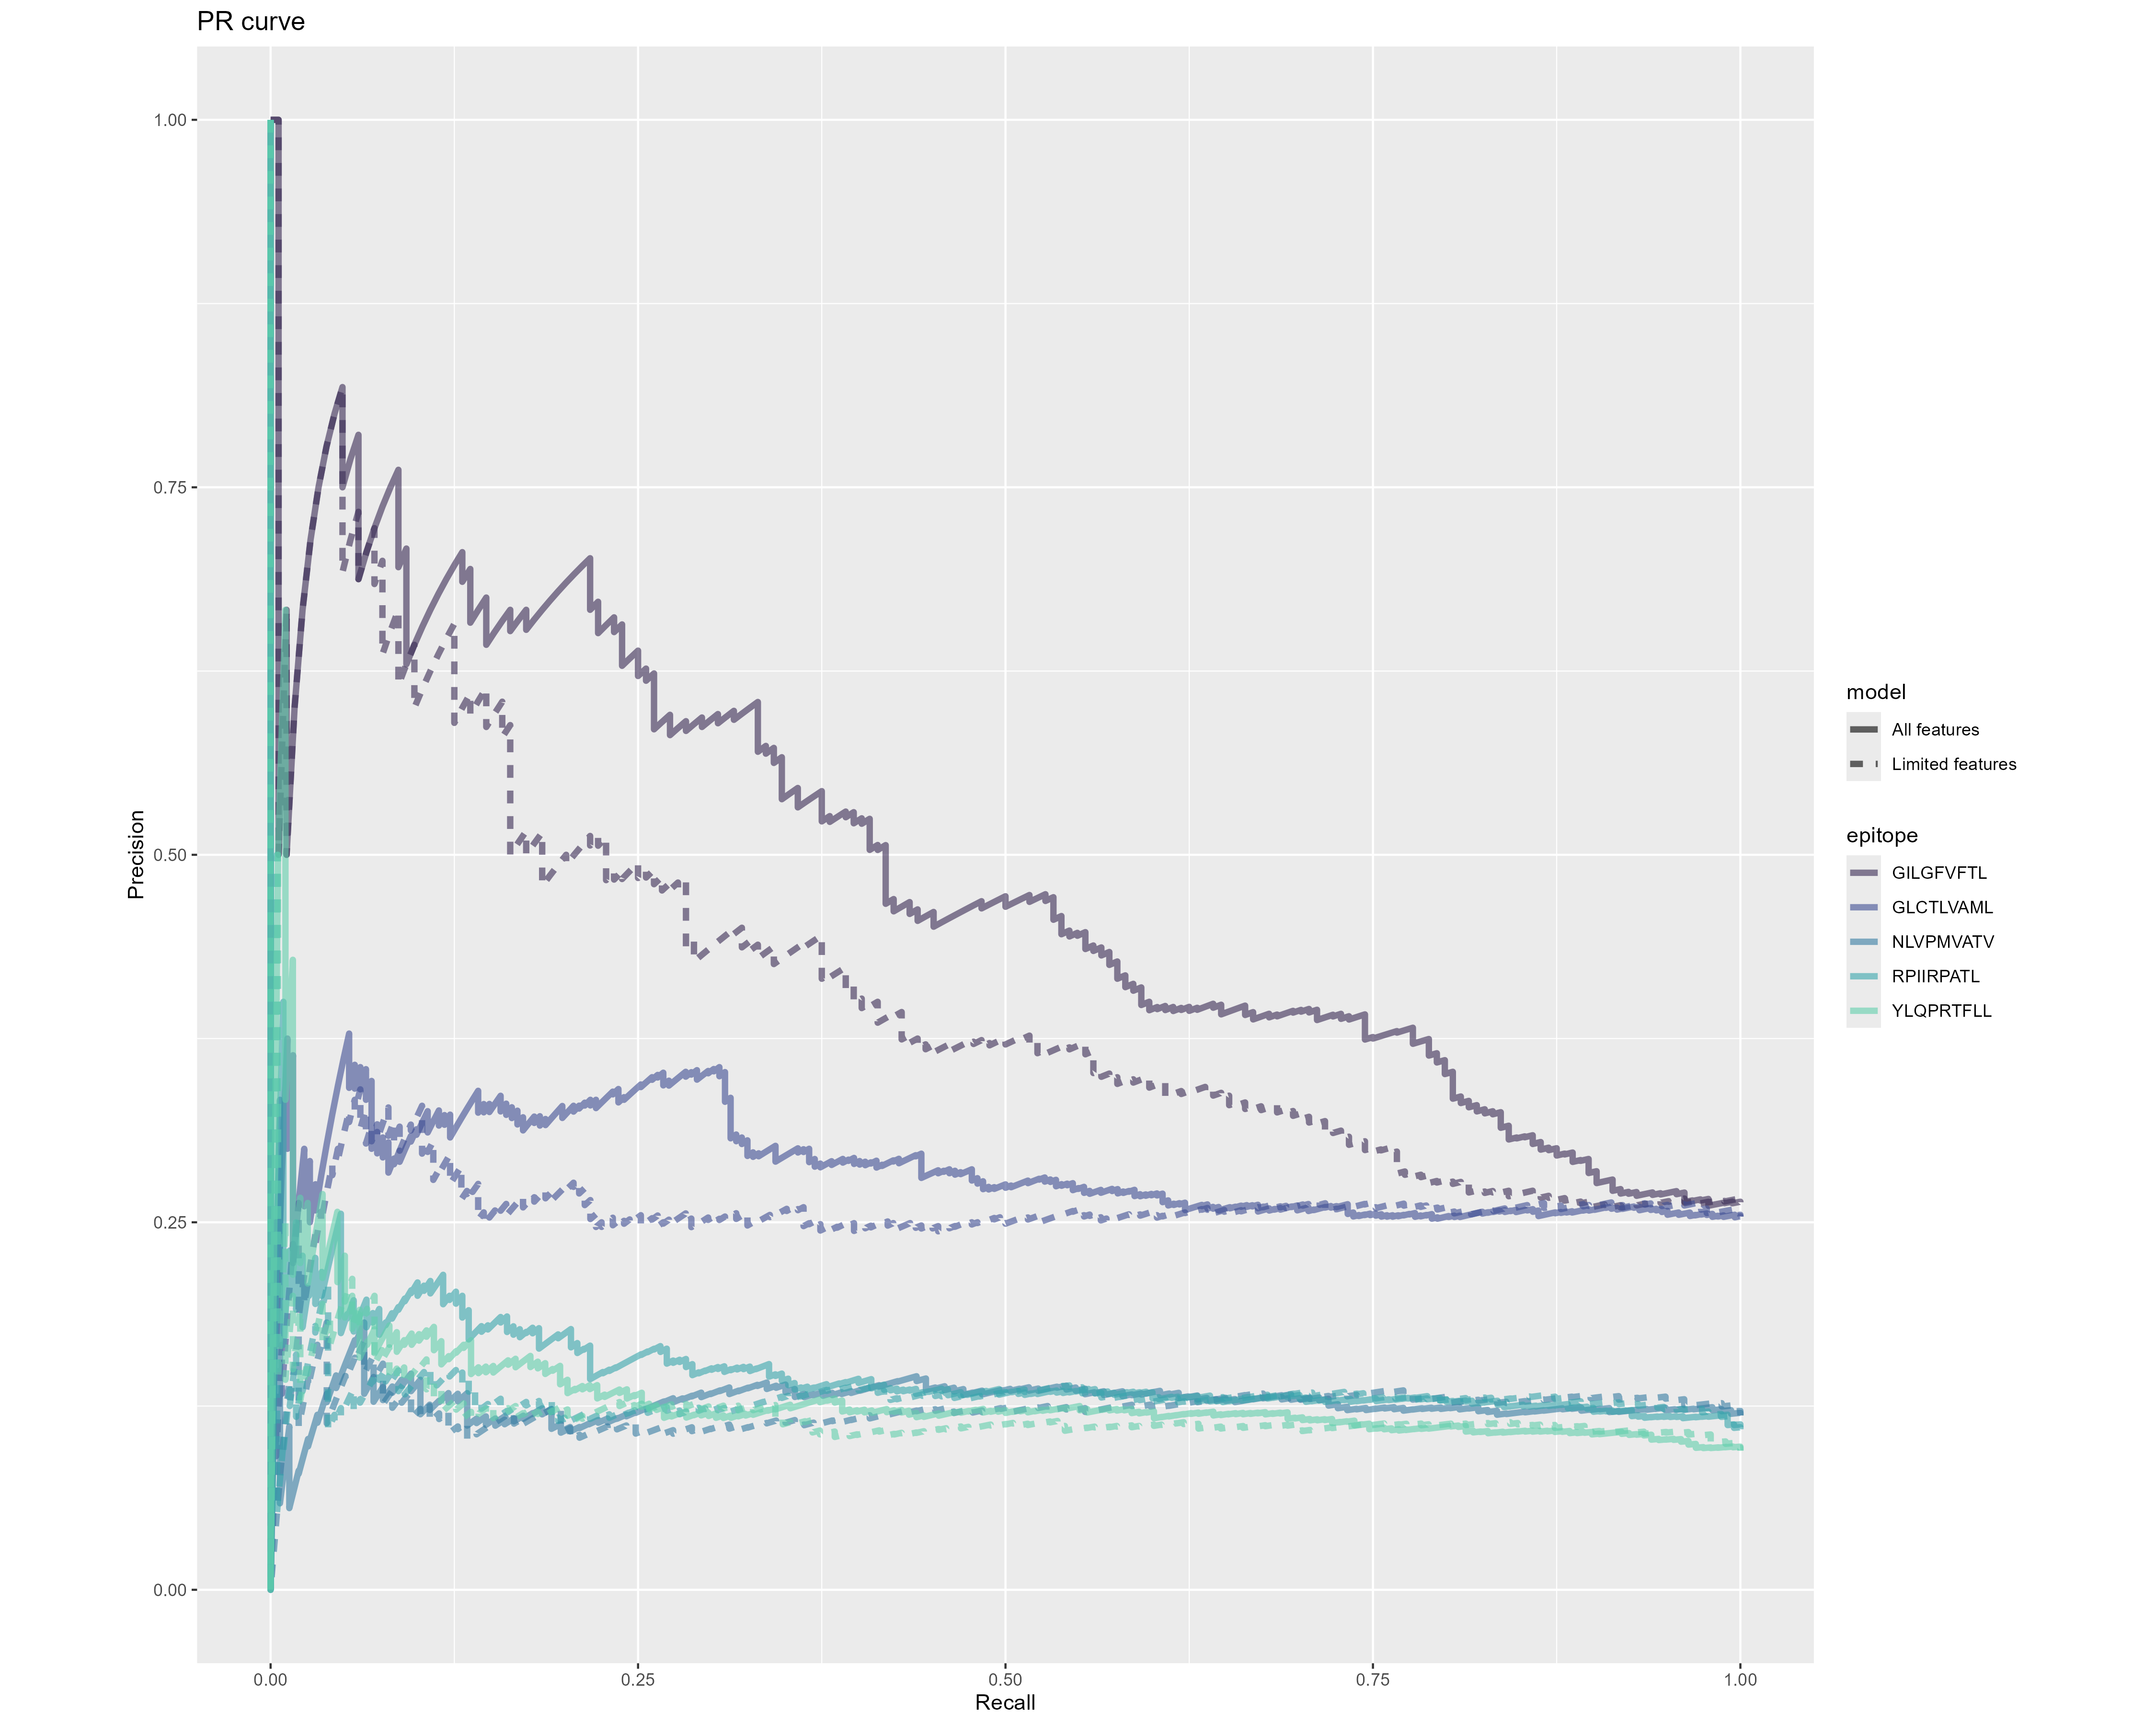 PR curve
1.00
0.75
0.50
0.25
0.00
Precision
0.00
0.25
0.50
0.75
1.00
Recall
model
All features
Limited features
epitope
GILGFVFTL
GLCTLVAML
NLVPMVATV
RPIIRPATL
YLQPRTFLL